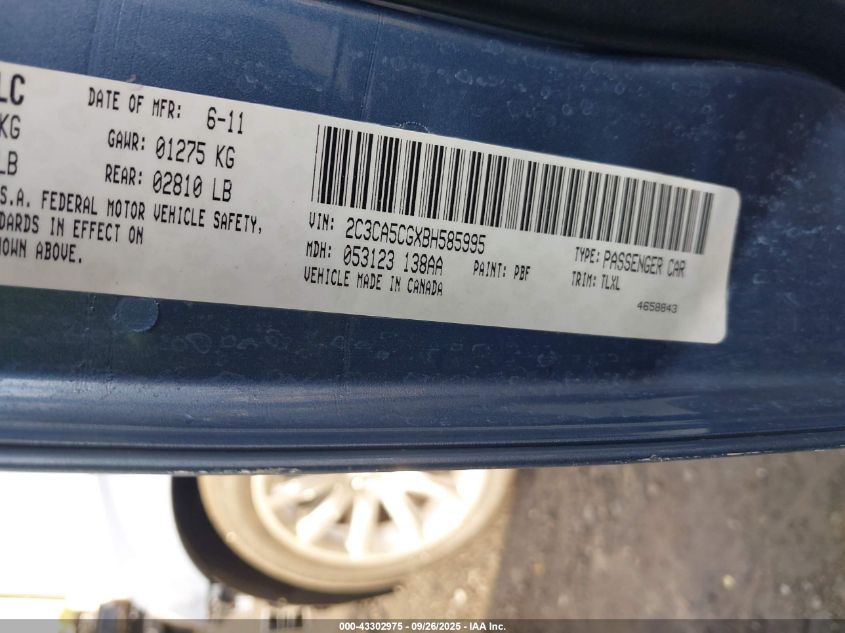 LC
DATE OF MFR: 6-11
KG
GAWR: 01275 KG
LB
REAR: 02810 LB
S.A. FEDERAL MOTOR VEHICLE SAFETY,
DARDS IN EFFECT ON
HOWN ABOVE.
VIN: 2C3CA5CGXBH585995
MDH: 053123 138AA
PAINT: PBF
VEHICLE MADE IN CANADA
TYPE: PASSENGER CAR
TRIM: TLXL
4658843
000-43302975 - 09/26/2025 - IAA Inc.